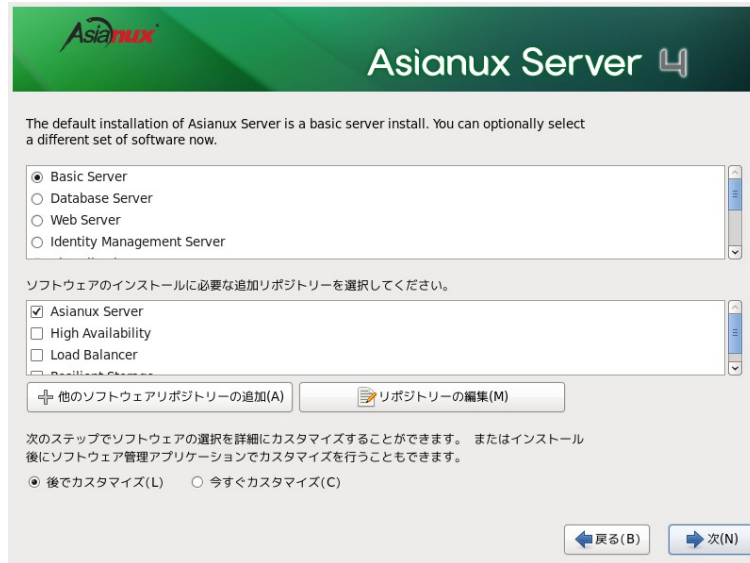 Asianux
Asianux Server 4
The default installation of Asianux Server is a basic server install. You can optionally select
a different set of software now.
Basic Server
Database Server
Web Server
Identity Management Server
ソフトウェアのインストールに必要な追加リポジトリーを選択してください。
Asianux Server
High Availability
Load Balancer
Resilient Storage
他のソフトウェアリポジトリーの追加(A)
リポジトリーの編集(M)
次のステップでソフトウェアの選択を詳細にカスタマイズすることができます。 またはインストール
後にソフトウェア管理アプリケーションでカスタマイズを行うこともできます。
後でカスタマイズ(L)
今すぐカスタマイズ(C)
戻る(B)
次(N)